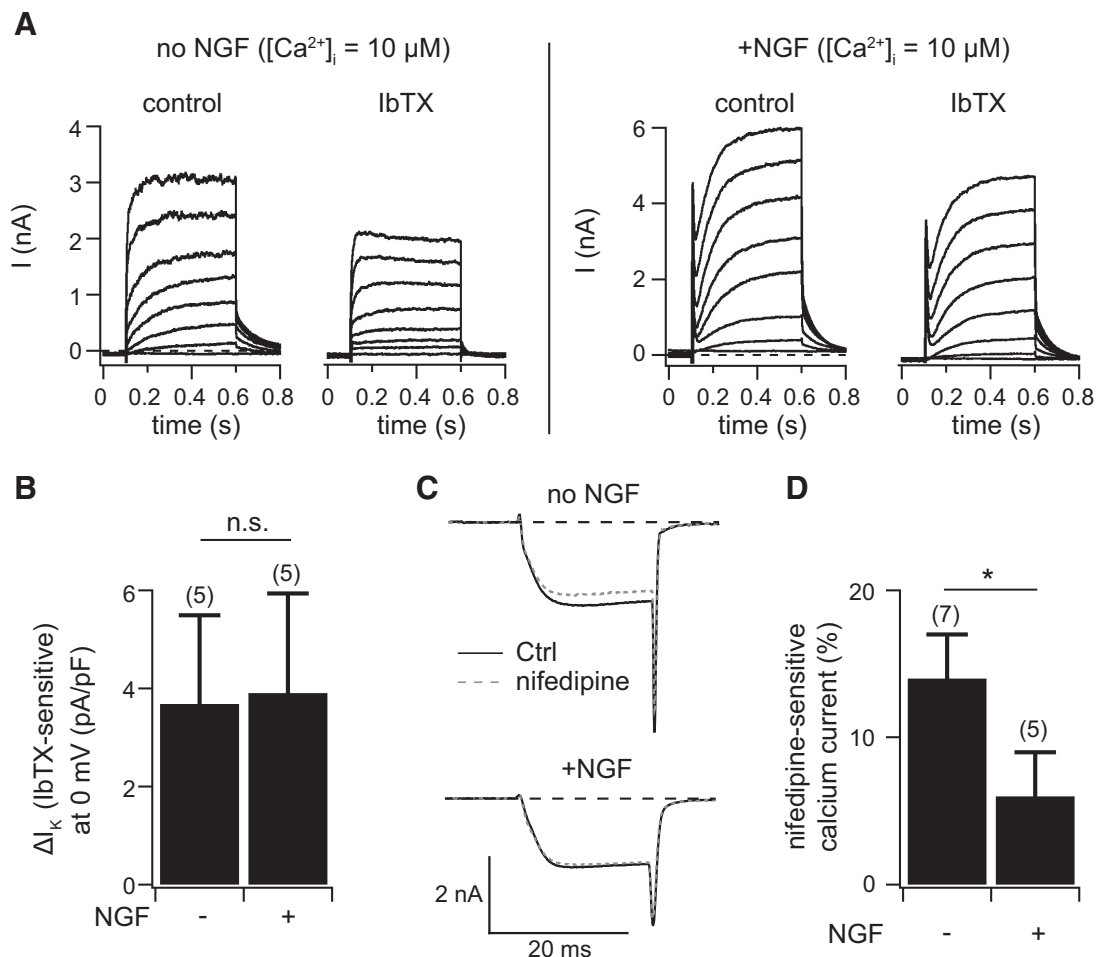 A
no NGF ([Ca²⁺]ᵢ = 10 µM)
control
IbTX
4
3
2
1
0
I (nA)
0 0.2 0.4 0.6 0.8
time (s)
0 0.2 0.4 0.6 0.8
time (s)
+NGF ([Ca²⁺]ᵢ = 10 µM)
control
IbTX
6
4
2
0
I (nA)
0 0.2 0.4 0.6 0.8
time (s)
0 0.2 0.4 0.6 0.8
time (s)
B
n.s.
(5)
(5)
6
4
2
0
ΔI_K (IbTX-sensitive)
at 0 mV (pA/pF)
NGF - +
C
no NGF
Ctrl
nifedipine
+NGF
2 nA
20 ms
D
*
(7)
(5)
20
10
0
nifedipine-sensitive
calcium current (%)
NGF - +